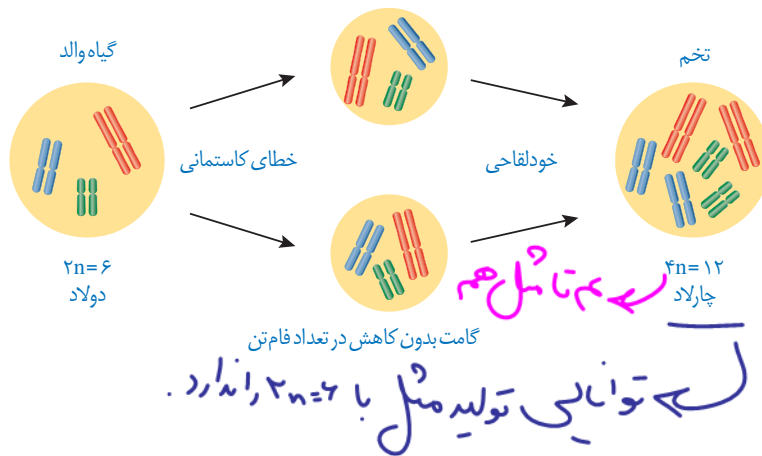 گیاه والد
تخم
خطای کاستمانی
خودلقاحی
۲n = ۶
دولاد
۴n = ۱۲
چارلاد
گامت بدون کاهش در تعداد فام‌تن
۴ تا مثل هم
توانایی تولید مثل با ۲n=۶ را ندارد.